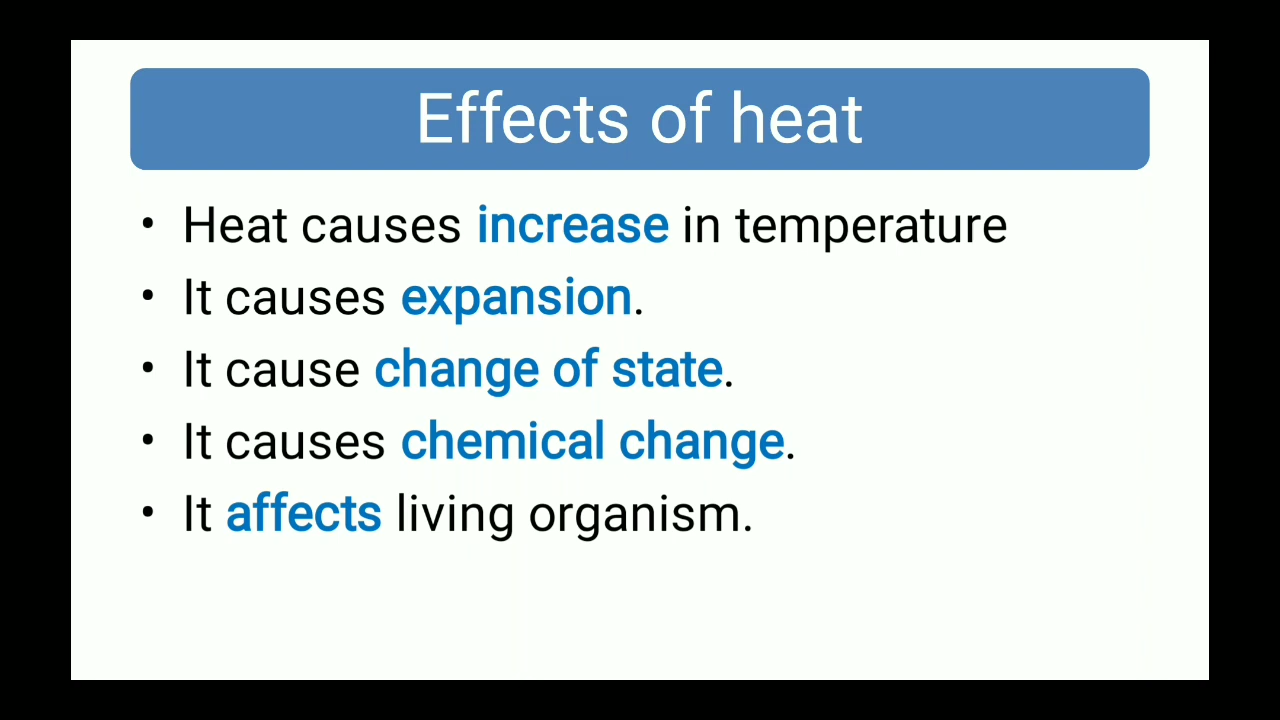 Effects of heat
• Heat causes increase in temperature
• It causes expansion.
• It cause change of state.
• It causes chemical change.
• It affects living organism.